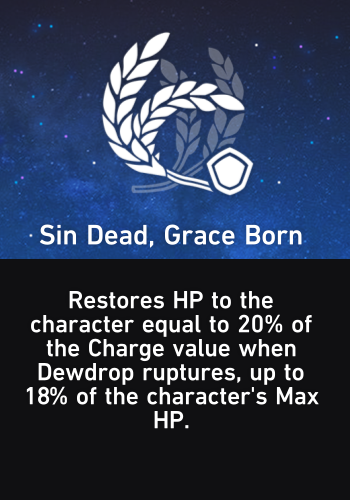 Sin Dead, Grace Born
Restores HP to the
character equal to 20% of
the Charge value when
Dewdrop ruptures, up to
18% of the character's Max
HP.